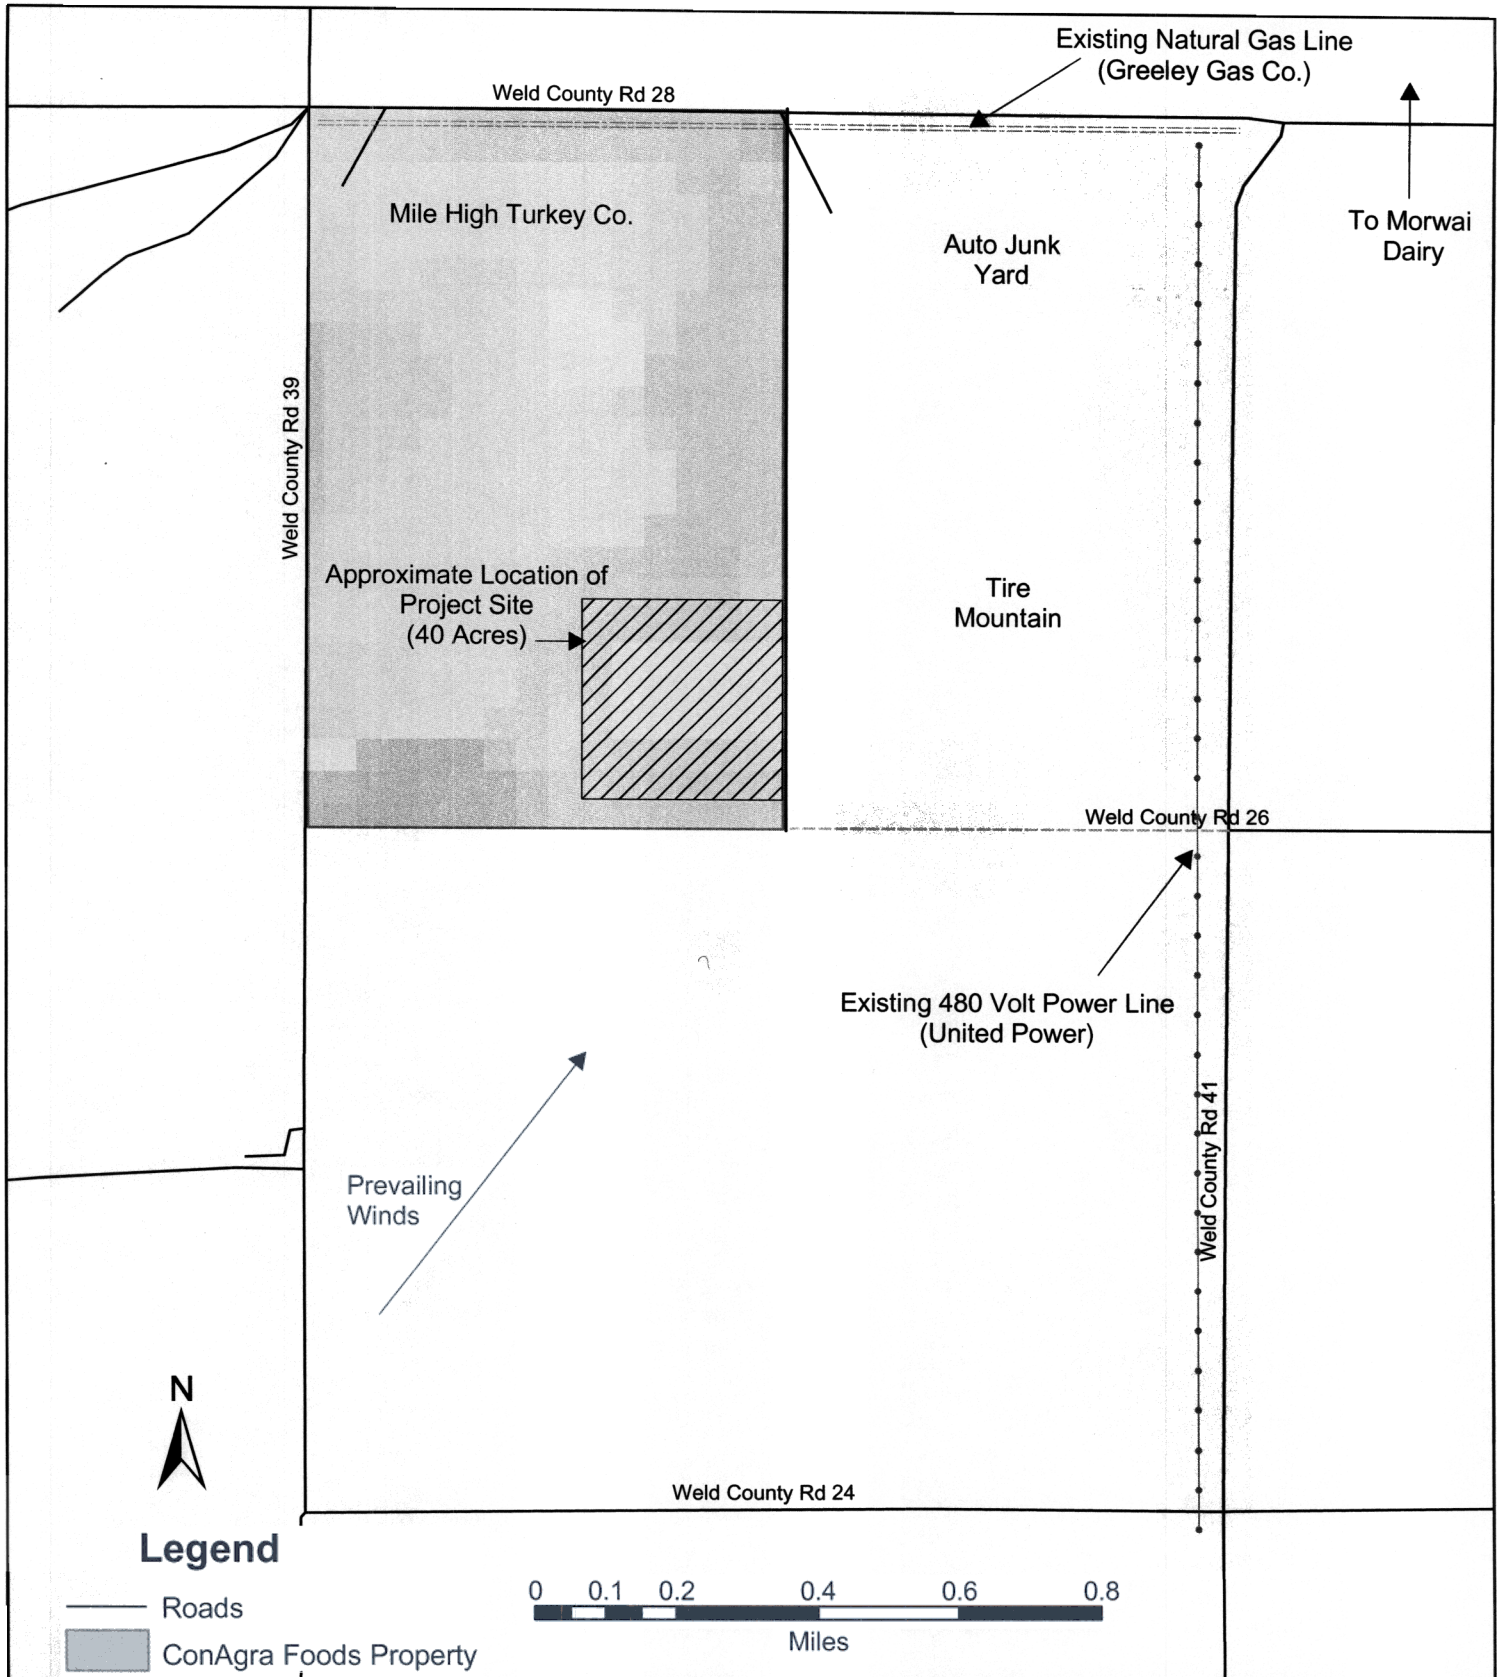 Existing Natural Gas Line
(Greeley Gas Co.)
Weld County Rd 28
Mile High Turkey Co.
To Morwai
Dairy
Auto Junk
Yard
Weld County Rd 39
Approximate Location of
Project Site
(40 Acres)
Tire
Mountain
Weld County Rd 26
Existing 480 Volt Power Line
(United Power)
Weld County Rd 41
Prevailing
Winds
N
Weld County Rd 24
Legend
Roads
ConAgra Foods Property
0 0.1 0.2 0.4 0.6 0.8
Miles